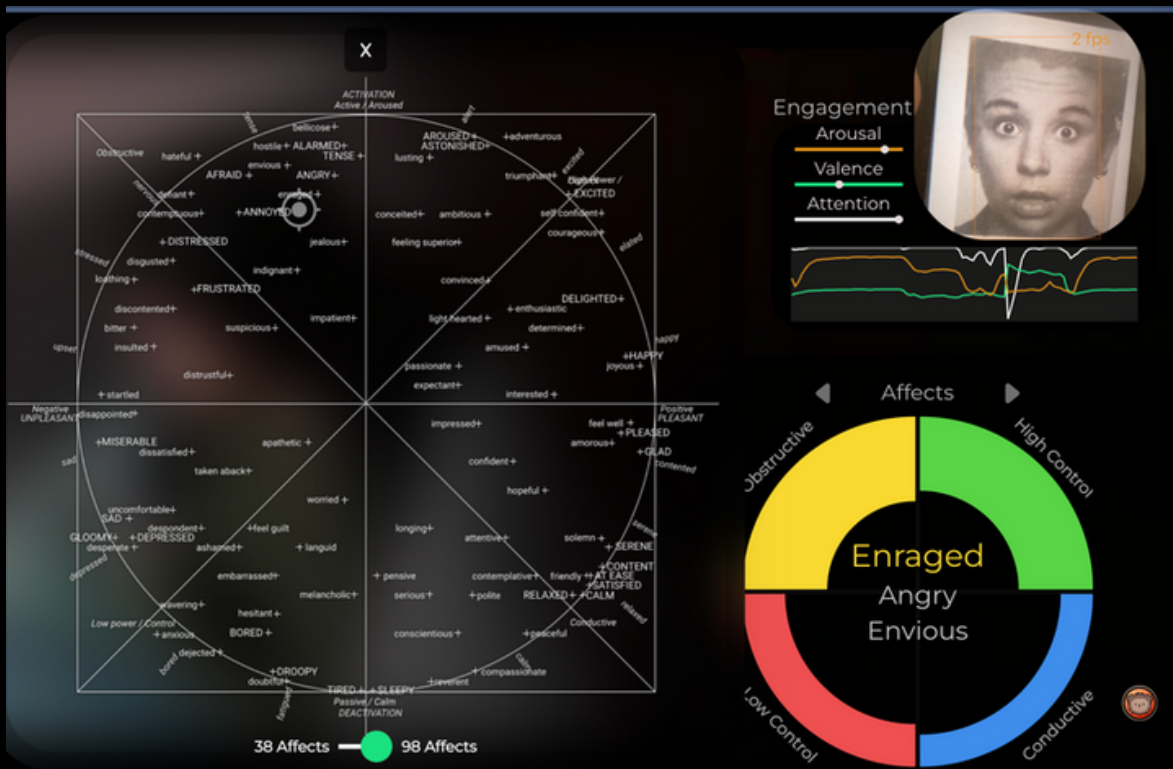 X
ACTIVATION
Active / Aroused
tense
alert
bellicose
hostile
ALARMED
AROUSED
adventurous
ASTONISHED
Obstructive
hateful
TENSE
lusting
envious
excited
AFRAID
ANGRY
triumphant
nervous
defiant
enraged
EXCITED
contemptuous
ANNOYED
conceited
ambitious
self confident
courageous
DISTRESSED
jealous
feeling superior
elated
stressed
disgusted
indignant
loathing
convinced
FRUSTRATED
DELIGHTED
discontented
enthusiastic
impatient
light hearted
bitter
suspicious
determined
upset
insulted
amused
happy
HAPPY
passionate
joyous
distrustful
expectant
startled
interested
Negative
UNPLEASANT
disappointed
Positive
PLEASANT
impressed
feel well
PLEASED
MISERABLE
apathetic
amorous
dissatisfied
GLAD
sad
confident
contented
taken aback
hopeful
worried
uncomfortable
SAD
despondent
feel guilt
longing
serene
GLOOMY
DEPRESSED
attentive
solemn
desperate
ashamed
languid
SERENE
depressed
CONTENT
embarrassed
pensive
contemplative
friendly
AT EASE
SATISFIED
melancholic
serious
polite
RELAXED
CALM
wavering
relaxed
hesitant
Low power / Control
Conductive
anxious
BORED
conscientious
peaceful
dejected
bored
calm
DROOPY
compassionate
doubtful
reverent
TIRED
SLEEPY
fatigued
Passive / Calm
DEACTIVATION
38 Affects
98 Affects
2 fps
Engagement
Arousal
Valence
Attention
Affects
Obstructive
High Control
Enraged
Angry
Envious
Low Control
Conductive